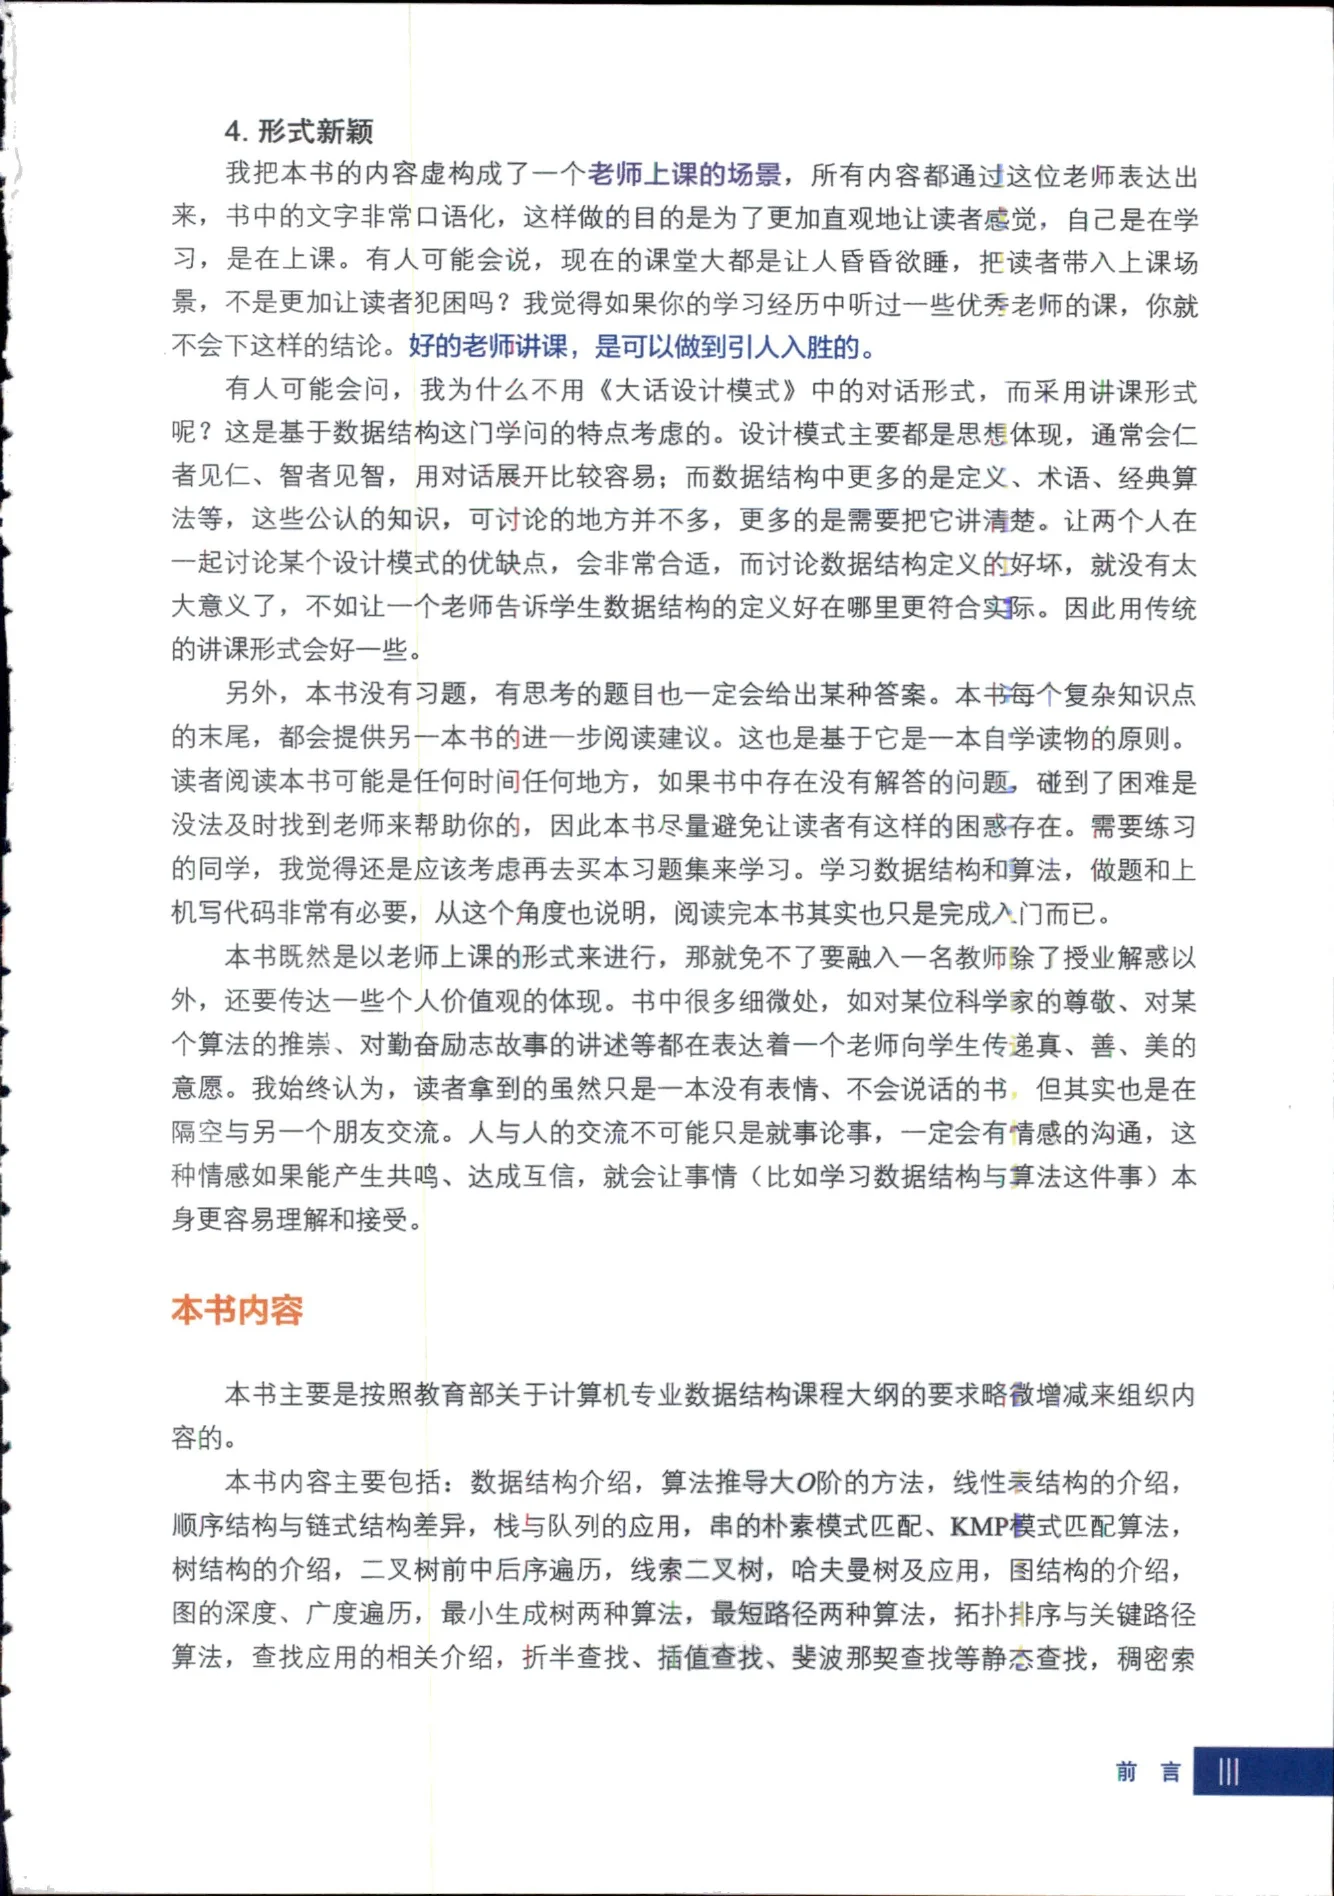 4. 形式新颖
我把本书的内容虚构成了一个老师上课的场景，所有内容都通过这位老师表达出
来，书中的文字非常口语化，这样做的目的是为了更加直观地让读者感觉，自己是在学
习，是在上课。有人可能会说，现在的课堂大都是让人昏昏欲睡，把读者带入上课场
景，不是更加让读者犯困吗？我觉得如果你的学习经历中听过一些优秀老师的课，你就
不会下这样的结论。好的老师讲课，是可以做到引人入胜的。
有人可能会问，我为什么不用《大话设计模式》中的对话形式，而采用讲课形式
呢？这是基于数据结构这门学问的特点考虑的。设计模式主要都是思想体现，通常会仁
者见仁、智者见智，用对话展开比较容易；而数据结构中更多的是定义、术语、经典算
法等，这些公认的知识，可讨论的地方并不多，更多的是需要把它讲清楚。让两个人在
一起讨论某个设计模式的优缺点，会非常合适，而讨论数据结构定义的好坏，就没有太
大意义了，不如让一个老师告诉学生数据结构的定义好在哪里更符合实际。因此用传统
的讲课形式会好一些。
另外，本书没有习题，有思考的题目也一定会给出某种答案。本书每个复杂知识点
的末尾，都会提供另一本书的进一步阅读建议。这也是基于它是一本自学读物的原则。
读者阅读本书可能是任何时间任何地方，如果书中存在没有解答的问题，碰到了困难是
没法及时找到老师来帮助你的，因此本书尽量避免让读者有这样的困惑存在。需要练习
的同学，我觉得还是应该考虑再去买本习题集来学习。学习数据结构和算法，做题和上
机写代码非常有必要，从这个角度也说明，阅读完本书其实也只是完成入门而已。
本书既然是以老师上课的形式来进行，那就免不了要融入一名教师除了授业解惑以
外，还要传达一些个人价值观的体现。书中很多细微处，如对某位科学家的尊敬、对某
个算法的推崇、对勤奋励志故事的讲述等都在表达着一个老师向学生传递真、善、美的
意愿。我始终认为，读者拿到的虽然只是一本没有表情、不会说话的书，但其实也是在
隔空与另一个朋友交流。人与人的交流不可能只是就事论事，一定会有情感的沟通，这
种情感如果能产生共鸣、达成互信，就会让事情（比如学习数据结构与算法这件事）本
身更容易理解和接受。
本书内容
本书主要是按照教育部关于计算机专业数据结构课程大纲的要求略微增减来组织内
容的。
本书内容主要包括：数据结构介绍，算法推导大O阶的方法，线性表结构的介绍，
顺序结构与链式结构差异，栈与队列的应用，串的朴素模式匹配、KMP模式匹配算法，
树结构的介绍，二叉树前中后序遍历，线索二叉树，哈夫曼树及应用，图结构的介绍，
图的深度、广度遍历，最小生成树两种算法，最短路径两种算法，拓扑排序与关键路径
算法，查找应用的相关介绍，折半查找、插值查找、斐波那契查找等静态查找，稠密索
前 言 III